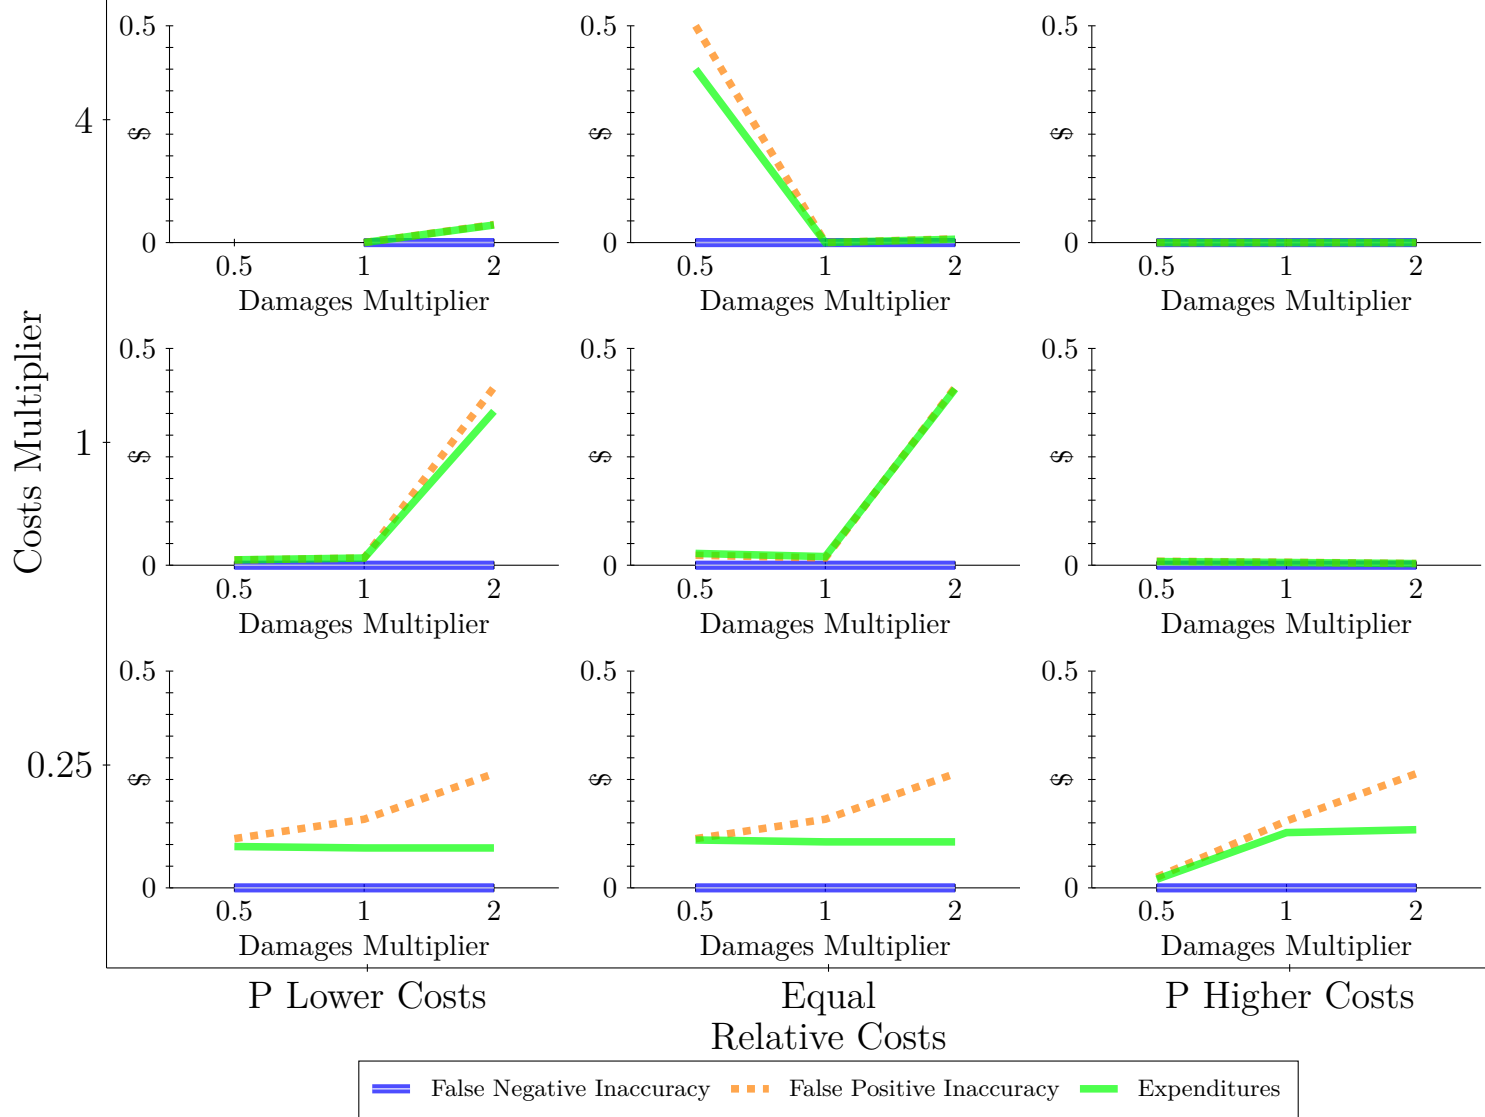 Costs Multiplier
4
0.5
$
0
0.5 1 2
Damages Multiplier
0.5
$
0
0.5 1 2
Damages Multiplier
0.5
$
0
0.5 1 2
Damages Multiplier
1
0.5
$
0
0.5 1 2
Damages Multiplier
0.5
$
0
0.5 1 2
Damages Multiplier
0.5
$
0
0.5 1 2
Damages Multiplier
0.25
0.5
$
0
0.5 1 2
Damages Multiplier
0.5
$
0
0.5 1 2
Damages Multiplier
0.5
$
0
0.5 1 2
Damages Multiplier
P Lower Costs
Equal
P Higher Costs
Relative Costs
False Negative Inaccuracy
False Positive Inaccuracy
Expenditures